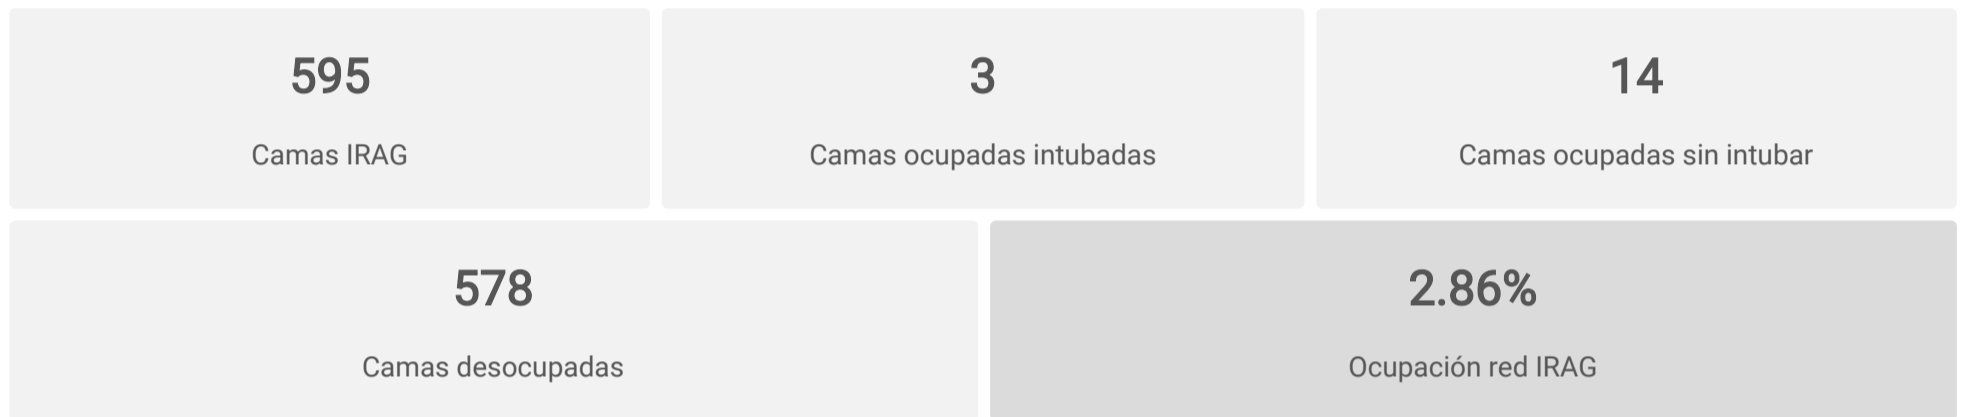 595
Camas IRAG
3
Camas ocupadas intubadas
14
Camas ocupadas sin intubar
578
Camas desocupadas
2.86%
Ocupación red IRAG